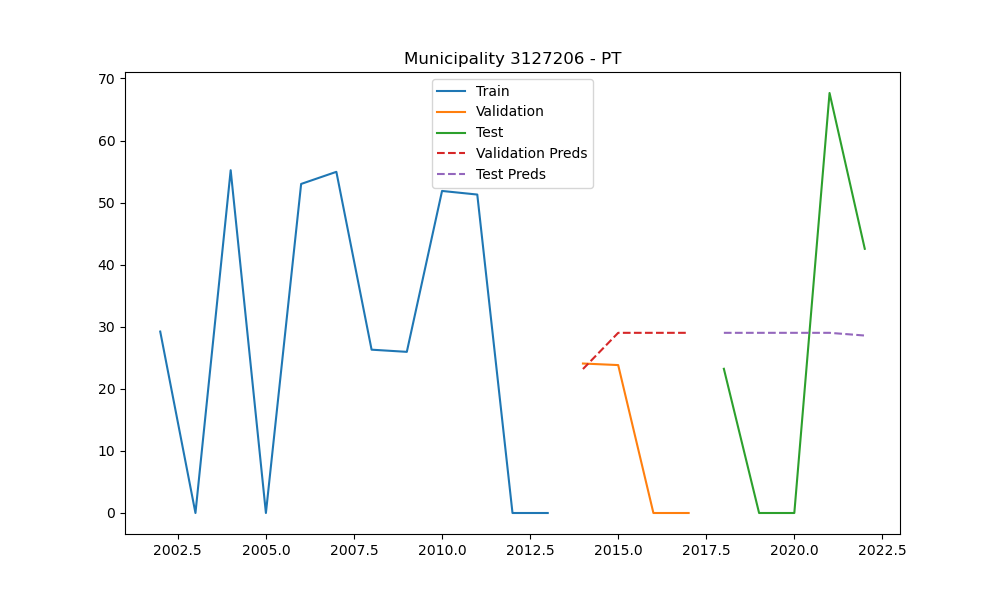 Municipality 3127206 - PT
70
60
50
40
30
20
10
0
Train
Validation
Test
Validation Preds
Test Preds
2002.5 2005.0 2007.5 2010.0 2012.5 2015.0 2017.5 2020.0 2022.5